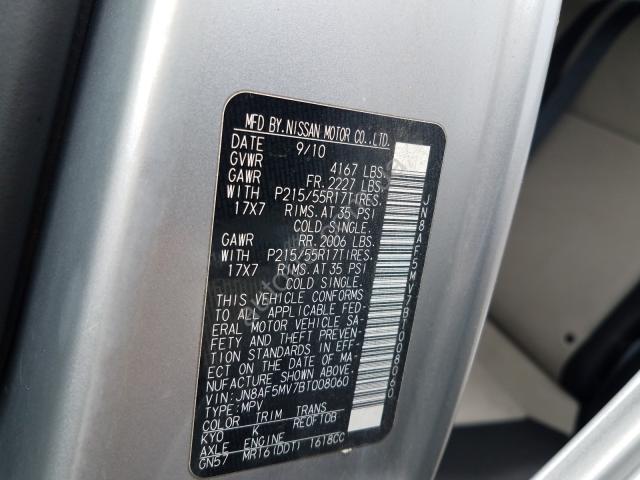 MFD BY. NISSAN MOTOR CO., LTD.
DATE 9/10
GVWR 4167 LBS.
GAWR FR. 2227 LBS.
WITH P215/55R17TIRES.
17X7 RIMS. AT 35 PSI
COLD SINGLE.
GAWR RR. 2006 LBS.
WITH P215/55R17TIRES.
17X7 RIMS. AT 35 PSI
COLD SINGLE.
THIS VEHICLE CONFORMS
TO ALL APPLICABLE FED-
ERAL MOTOR VEHICLE SA-
FETY AND THEFT PREVEN-
TION STANDARDS IN EFF-
ECT ON THE DATE OF MA-
NUFACTURE SHOWN ABOVE.
VIN: JN8AF5MV7BT008060
TYPE: MPV
COLOR TRIM TRANS
KYO K RE0F10B
AXLE ENGINE
GN57 MR16(DDT) 1618CC
JN8AF5MV7BT008060